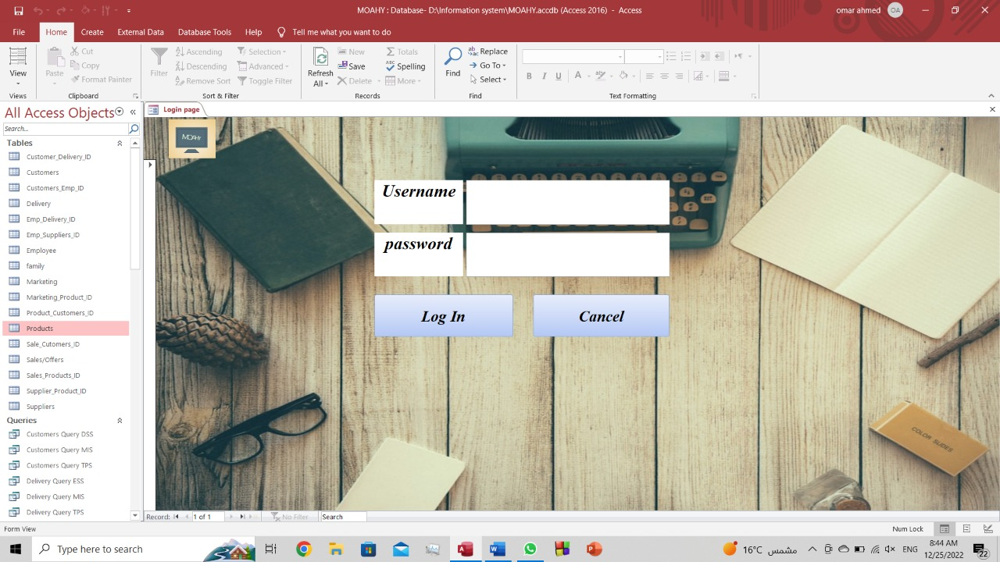 MOAHY : Database- D:\Information system\MOAHY.accdb (Access 2016) - Access
omar ahmed
OA
File
Home
Create
External Data
Database Tools
Help
Tell me what you want to do
View
Views
Paste
Cut
Copy
Format Painter
Clipboard
Filter
Ascending
Descending
Remove Sort
Selection
Advanced
Toggle Filter
Sort & Filter
Refresh All
New
Save
Delete
Totals
Spelling
More
Records
Find
Replace
Go To
Select
Find
B I U A
Text Formatting
All Access Objects
Search...
Tables
Customer_Delivery_ID
Customers
Customers_Emp_ID
Delivery
Emp_Delivery_ID
Emp_Suppliers_ID
Employee
family
Marketing
Marketing_Product_ID
Product_Customers_ID
Products
Sale_Cutomers_ID
Sales/Offers
Sales_Products_ID
Supplier_Product_ID
Suppliers
Queries
Customers Query DSS
Customers Query MIS
Customers Query TPS
Delivery Query ESS
Delivery Query MIS
Delivery Query TPS
Login page
MOAHY
Username
password
Log In
Cancel
COLOR SLIDES
Record: 1 of 1
No Filter
Search
Form View
Num Lock
Type here to search
16°C مشمس
ENG
8:44 AM
12/25/2022
22